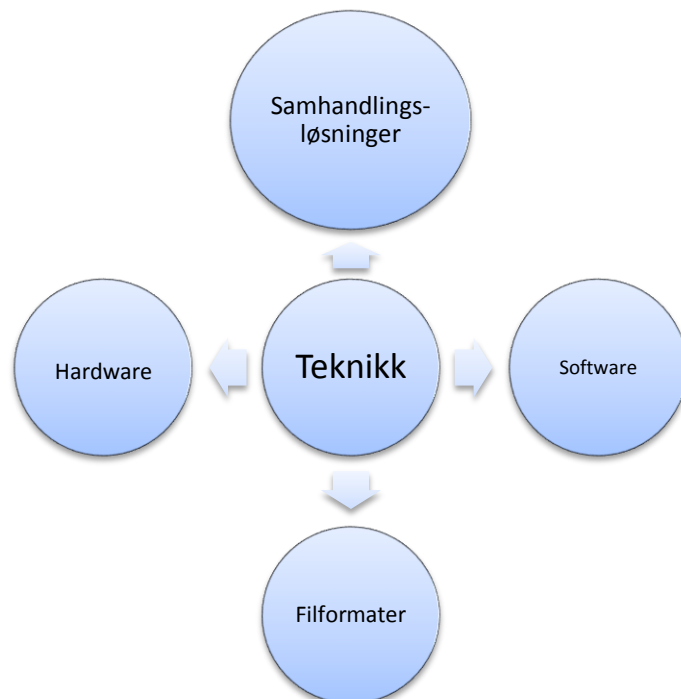 Samhandlings-
løsninger
Hardware
Teknikk
Software
Filformater